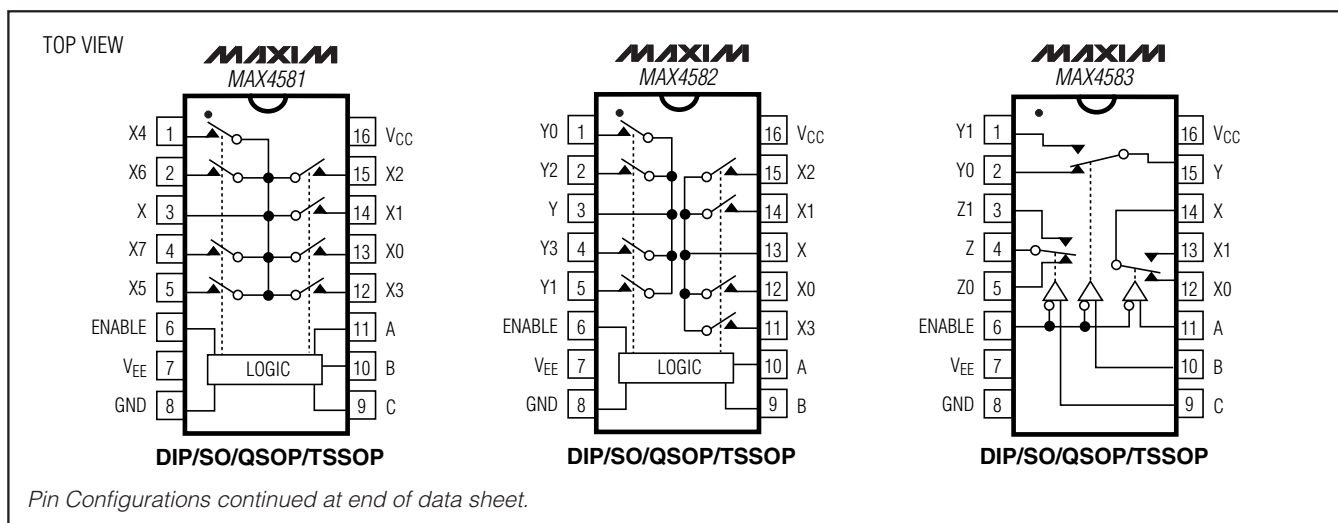 TOP VIEW
MAXIM
MAX4581
X4 1
X6 2
X 3
X7 4
X5 5
ENABLE 6
VEE 7
GND 8
16 VCC
15 X2
14 X1
13 X0
12 X3
11 A
10 B
9 C
LOGIC
DIP/SO/QSOP/TSSOP
MAXIM
MAX4582
Y0 1
Y2 2
Y 3
Y3 4
Y1 5
ENABLE 6
VEE 7
GND 8
16 VCC
15 X2
14 X1
13 X
12 X0
11 X3
10 A
9 B
LOGIC
DIP/SO/QSOP/TSSOP
MAXIM
MAX4583
Y1 1
Y0 2
Z1 3
Z 4
Z0 5
ENABLE 6
VEE 7
GND 8
16 VCC
15 Y
14 X
13 X1
12 X0
11 A
10 B
9 C
DIP/SO/QSOP/TSSOP
Pin Configurations continued at end of data sheet.